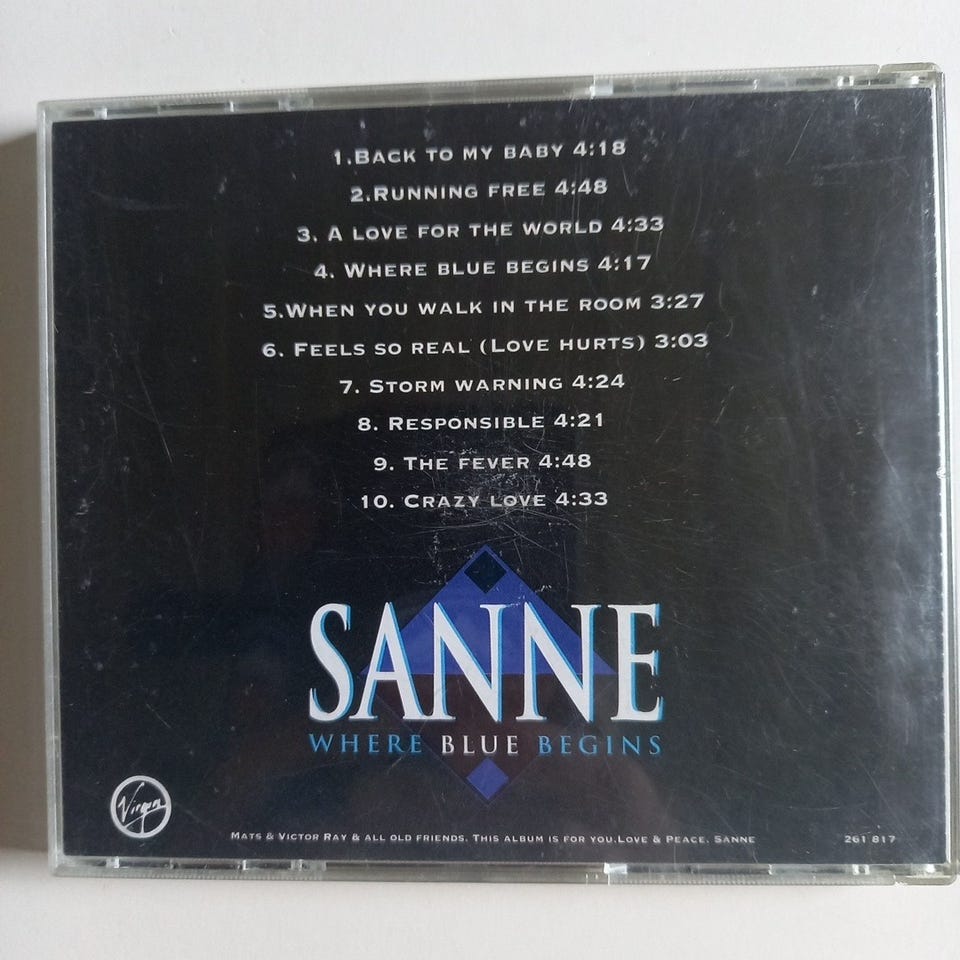 1.BACK TO MY BABY 4:18
2.RUNNING FREE 4:48
3. A LOVE FOR THE WORLD 4:33
4. WHERE BLUE BEGINS 4:17
5.WHEN YOU WALK IN THE ROOM 3:27
6. FEELS SO REAL (LOVE HURTS) 3:03
7. STORM WARNING 4:24
8. RESPONSIBLE 4:21
9. THE FEVER 4:48
10. CRAZY LOVE 4:33
SANNE
WHERE BLUE BEGINS
Virgin
MATS & VICTOR RAY & ALL OLD FRIENDS. THIS ALBUM IS FOR YOU.LOVE & PEACE. SANNE
261 817